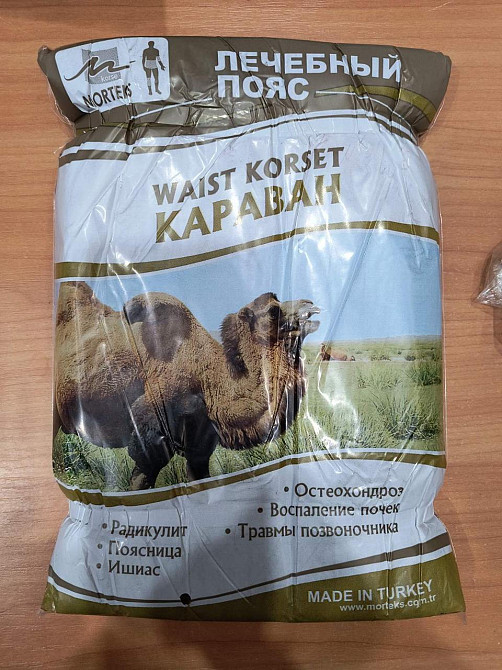 korse
MORTEKS
ЛЕЧЕБНЫЙ
ПОЯС
WAIST KORSET
КАРАВАН
• Остеохондроз
• Воспаление почек
• Травмы позвоночника
• Радикулит
• Поясница
• Ишиас
MADE IN TURKEY
www.morteks.com.tr